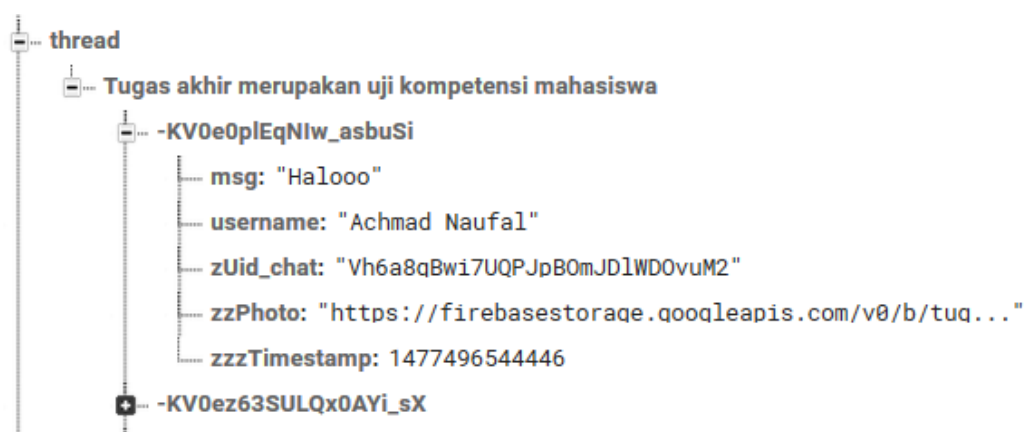 thread
Tugas akhir merupakan uji kompetensi mahasiswa
-KV0e0plEqNIw_asbuSi
msg: "Halooo"
username: "Achmad Naufal"
zUid_chat: "Vh6a8qBwi7UQPJpBOmJDlWDOvuM2"
zzPhoto: "https://firebasestorage.googleapis.com/v0/b/tug..."
zzzTimestamp: 1477496544446
-KV0ez63SULQx0AYi_sX